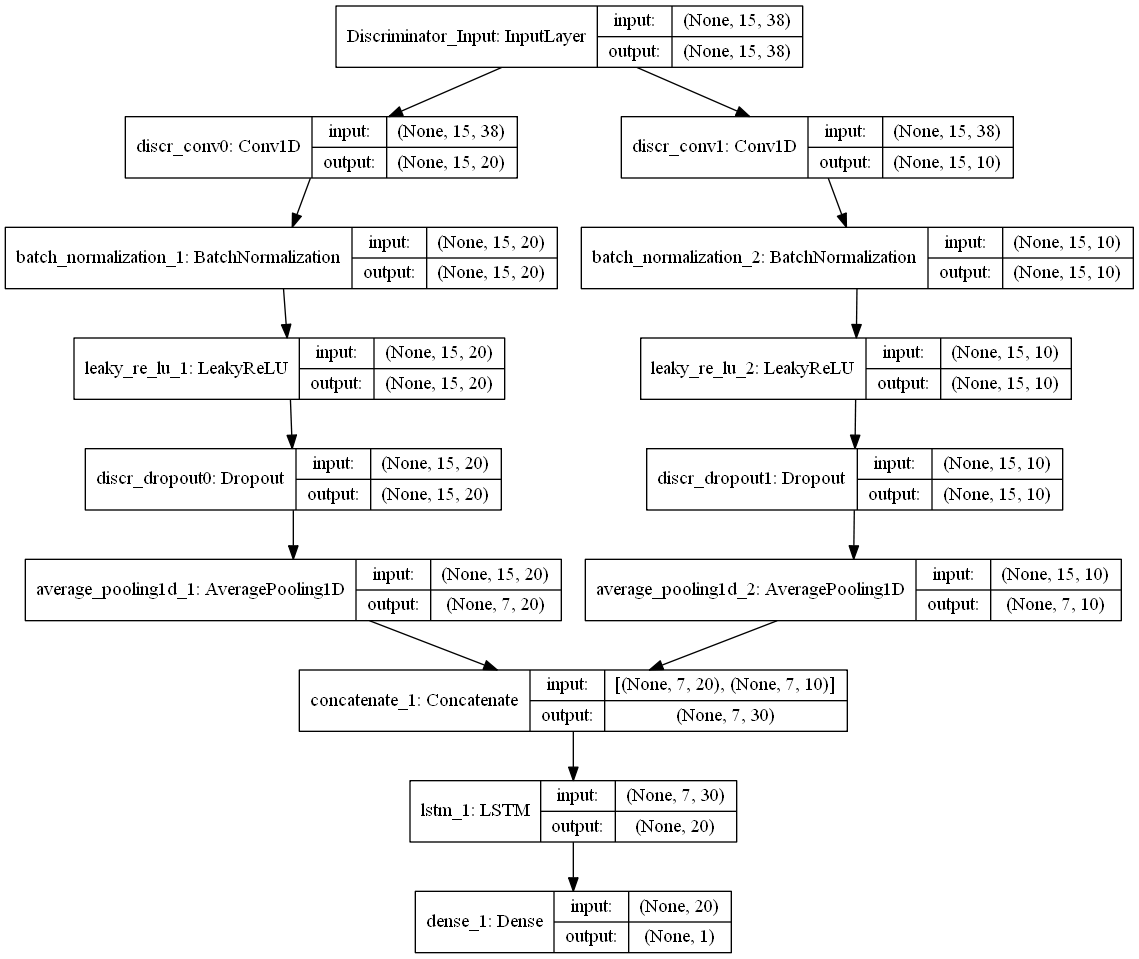 Discriminator_Input: InputLayer
input:
(None, 15, 38)
output:
(None, 15, 38)
discr_conv0: Conv1D
input:
(None, 15, 38)
output:
(None, 15, 20)
discr_conv1: Conv1D
input:
(None, 15, 38)
output:
(None, 15, 10)
batch_normalization_1: BatchNormalization
input:
(None, 15, 20)
output:
(None, 15, 20)
batch_normalization_2: BatchNormalization
input:
(None, 15, 10)
output:
(None, 15, 10)
leaky_re_lu_1: LeakyReLU
input:
(None, 15, 20)
output:
(None, 15, 20)
leaky_re_lu_2: LeakyReLU
input:
(None, 15, 10)
output:
(None, 15, 10)
discr_dropout0: Dropout
input:
(None, 15, 20)
output:
(None, 15, 20)
discr_dropout1: Dropout
input:
(None, 15, 10)
output:
(None, 15, 10)
average_pooling1d_1: AveragePooling1D
input:
(None, 15, 20)
output:
(None, 7, 20)
average_pooling1d_2: AveragePooling1D
input:
(None, 15, 10)
output:
(None, 7, 10)
concatenate_1: Concatenate
input:
[(None, 7, 20), (None, 7, 10)]
output:
(None, 7, 30)
lstm_1: LSTM
input:
(None, 7, 30)
output:
(None, 20)
dense_1: Dense
input:
(None, 20)
output:
(None, 1)